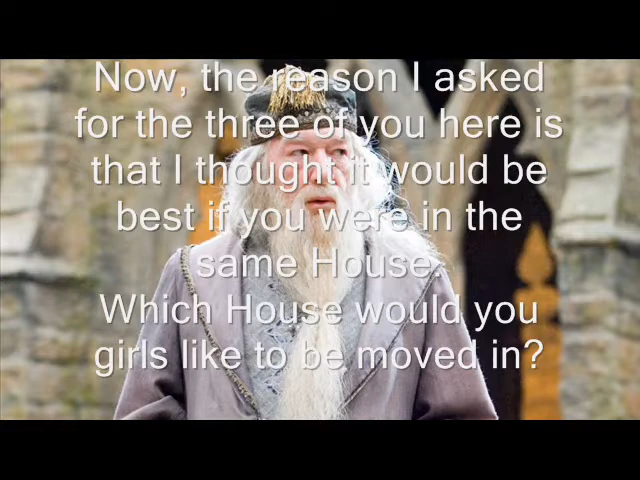 Now, the reason I asked
for the three of you here is
that I thought it would be
best if you were in the
same House.
Which House would you
girls like to be moved in?